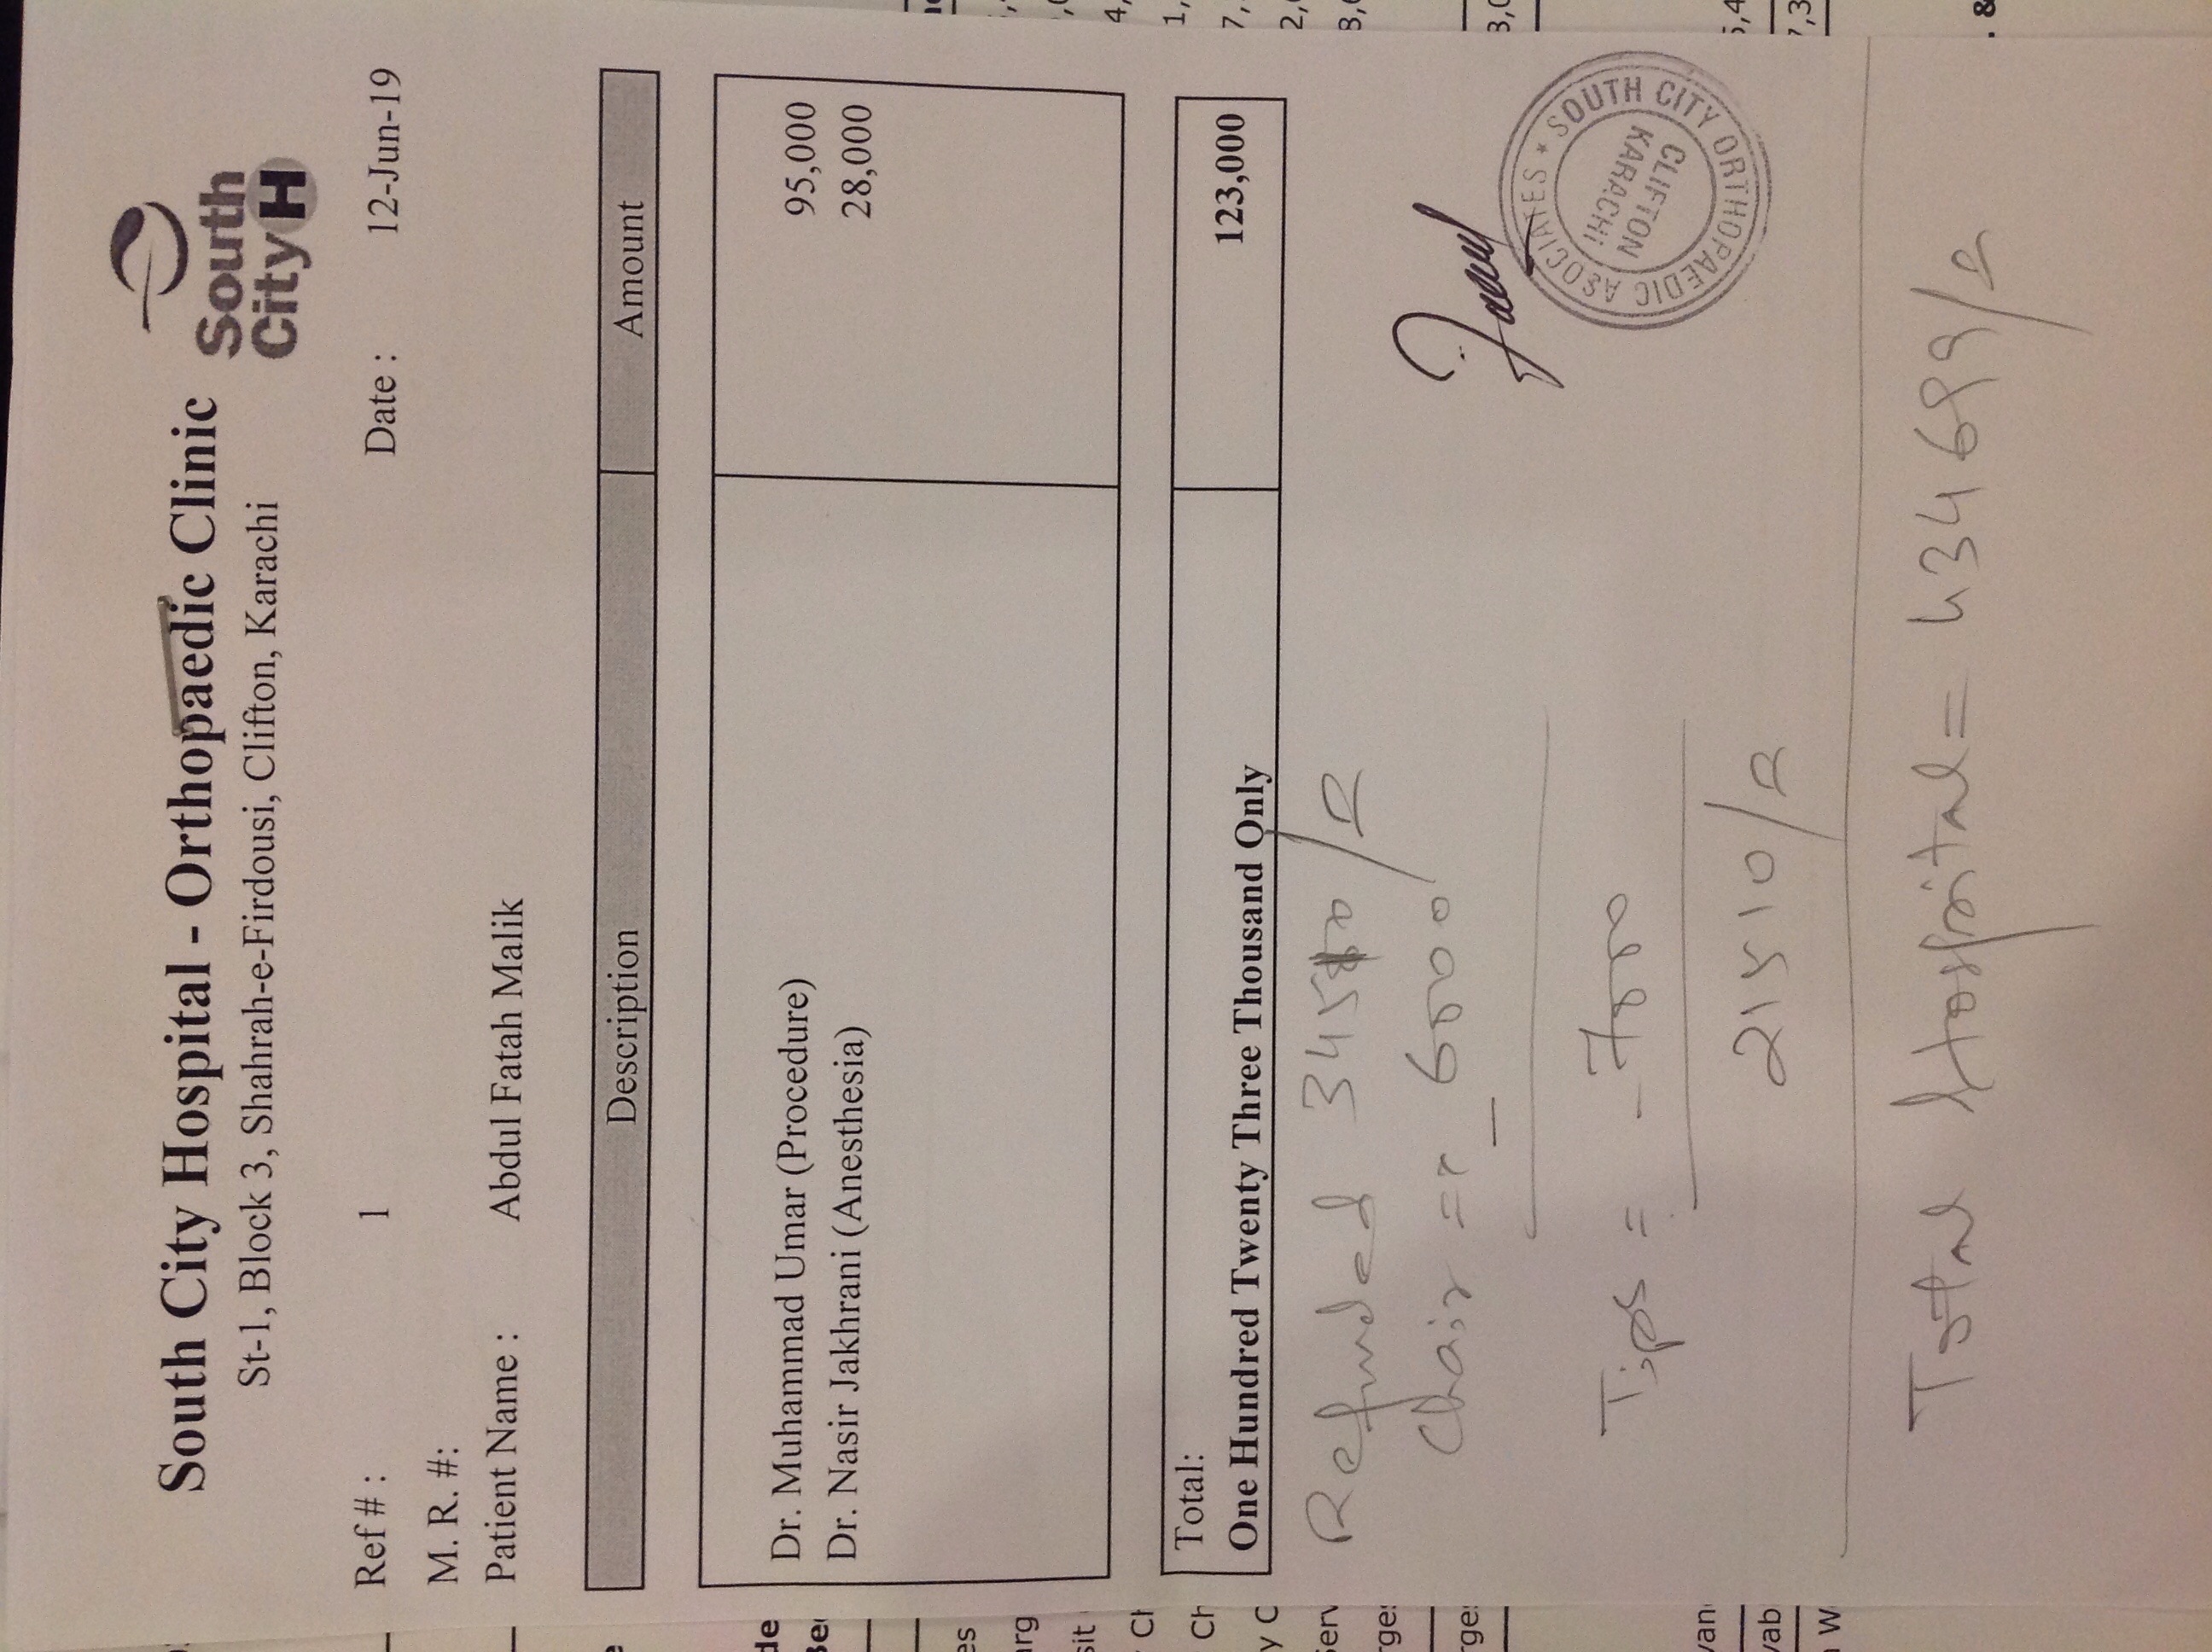 South City Hospital - Orthopaedic Clinic
St-1, Block 3, Shahrah-e-Firdousi, Clifton, Karachi
South
City H
Ref # : 1 Date : 12-Jun-19
M. R. #:
Patient Name : Abdul Fatah Malik
Description Amount
Dr. Muhammad Umar (Procedure) 95,000
Dr. Nasir Jakhrani (Anesthesia) 28,000
Total:
One Hundred Twenty Three Thousand Only 123,000
Refunded
Chair = - 6000
Tips = - 7000
21510/=
Total Hospital = 434699/=
SOUTH CITY ORTHOPAEDIC ASOCIATES *
CLIFTON
KARACHI